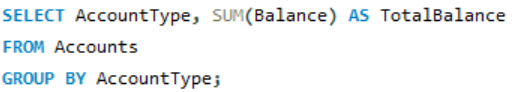 SELECT AccountType, SUM(Balance) AS TotalBalance
FROM Accounts
GROUP BY AccountType;